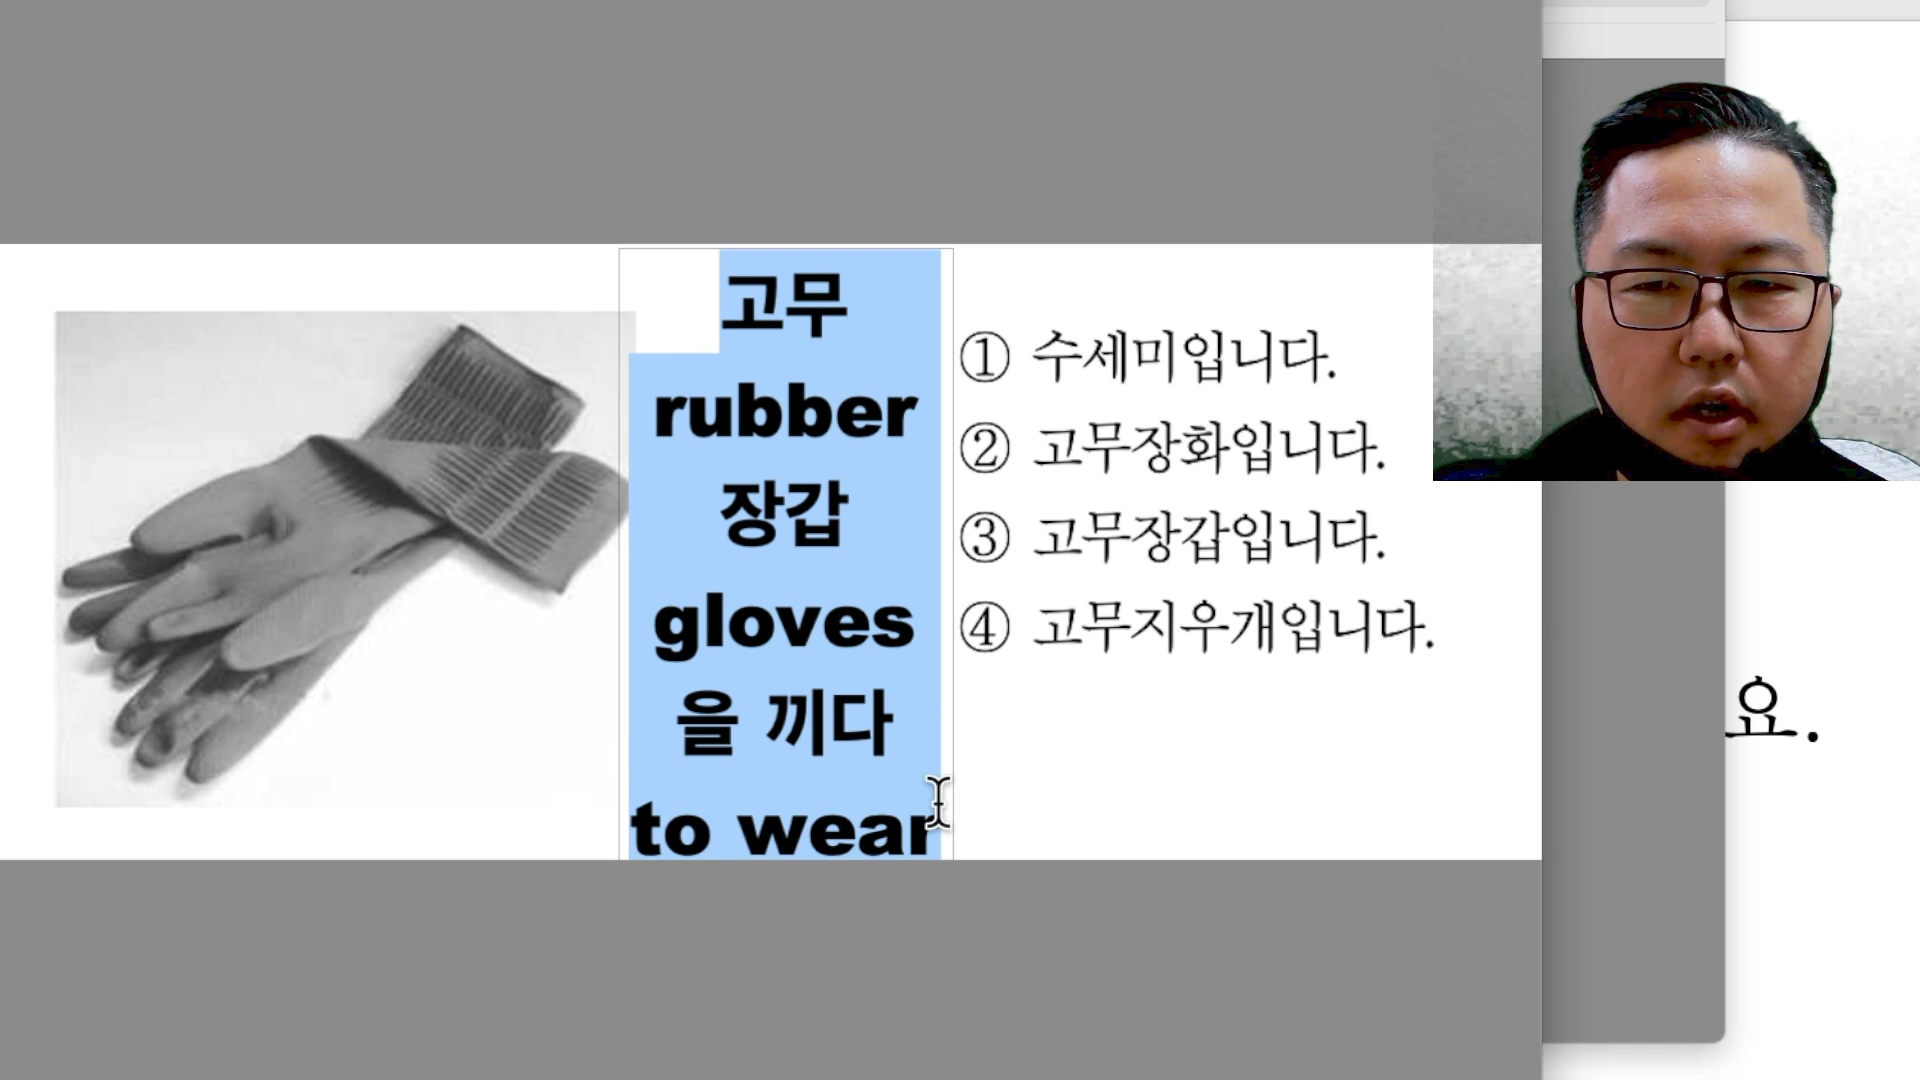 고무
rubber
장갑
gloves
을 끼다
to wear
① 수세미입니다.
② 고무장화입니다.
③ 고무장갑입니다.
④ 고무지우개입니다.
요.